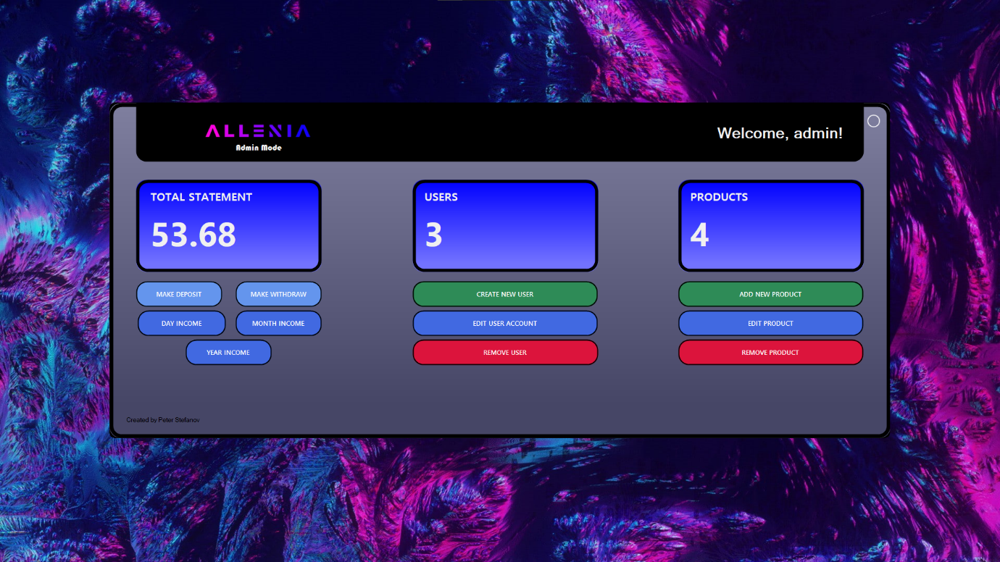 ALLENIA
Admin Mode
Welcome, admin!
TOTAL STATEMENT
53.68
USERS
3
PRODUCTS
4
MAKE DEPOSIT
MAKE WITHDRAW
DAY INCOME
MONTH INCOME
YEAR INCOME
CREATE NEW USER
EDIT USER ACCOUNT
REMOVE USER
ADD NEW PRODUCT
EDIT PRODUCT
REMOVE PRODUCT
Created by Peter Stefanov